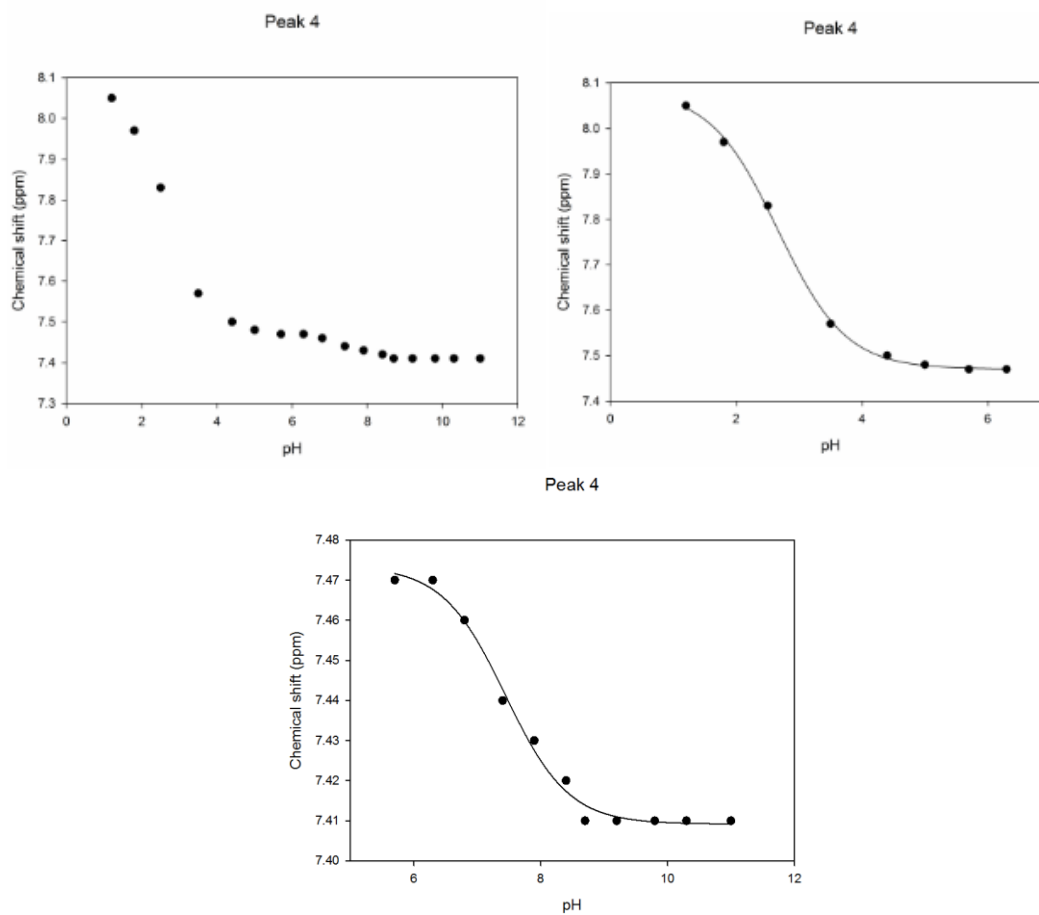 Peak 4
8.1
8.0
7.9
7.8
7.7
7.6
7.5
7.4
7.3
Chemical shift (ppm)
0 2 4 6 8 10 12
pH
Peak 4
8.1
8.0
7.9
7.8
7.7
7.6
7.5
7.4
Chemical shift (ppm)
0 2 4 6
pH
Peak 4
7.48
7.47
7.46
7.45
7.44
7.43
7.42
7.41
7.40
Chemical shift (ppm)
6 8 10 12
pH